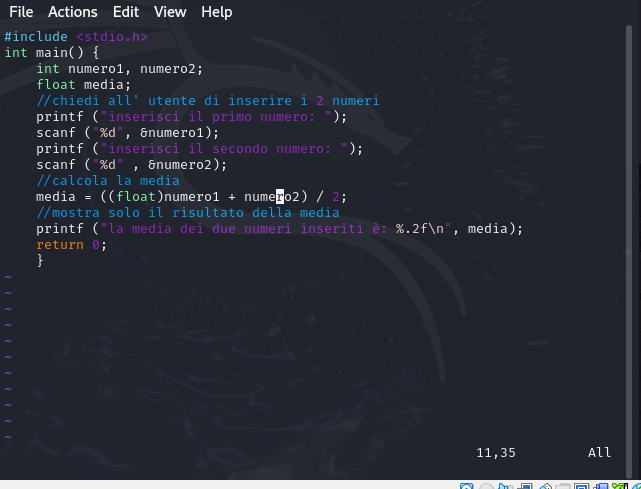 File Actions Edit View Help
#include <stdio.h>
int main() {
    int numero1, numero2;
    float media;
    //chiedi all' utente di inserire i 2 numeri
    printf ("inserisci il primo numero: ");
    scanf ("%d", &numero1);
    printf ("inserisci il secondo numero: ");
    scanf ("%d" , &numero2);
    //calcola la media
    media = ((float)numero1 + numero2) / 2;
    //mostra solo il risultato della media
    printf ("la media dei due numeri inseriti è: %.2f\n", media);
    return 0;
    }
~
~
~
~
~
~
~
~
~
~
~
11,35 All